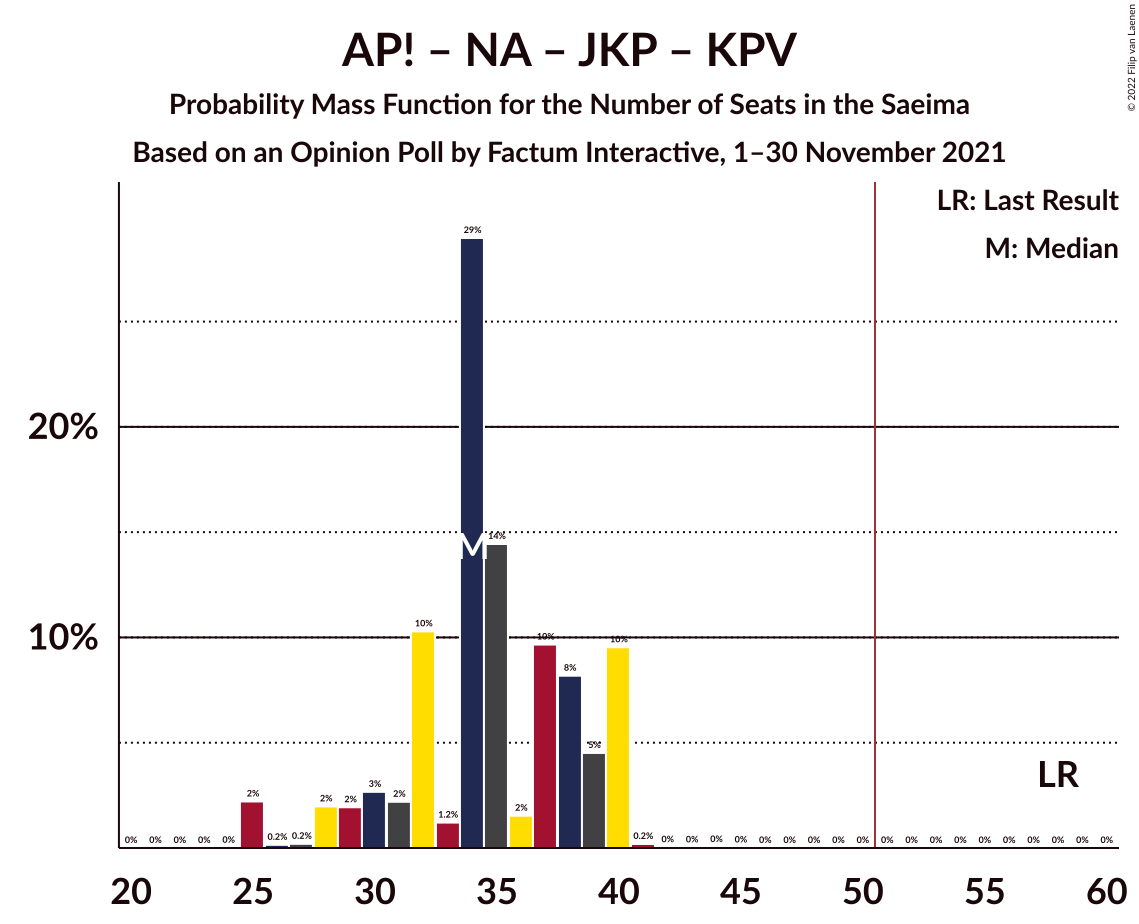 AP! – NA – JKP – KPV
Probability Mass Function for the Number of Seats in the Saeima
Based on an Opinion Poll by Factum Interactive, 1–30 November 2021
© 2022 Filip van Laenen
LR: Last Result
M: Median
29%
20%
M
14%
10%
10%
10%
10%
8%
5%
LR
3%
2%
2%
2%
2%
2%
1.2%
0% 0% 0% 0% 0% 0.2% 0.2% 0.2% 0% 0% 0% 0% 0% 0% 0% 0% 0% 0% 0% 0% 0% 0% 0% 0% 0% 0% 0%
20 25 30 35 40 45 50 55 60